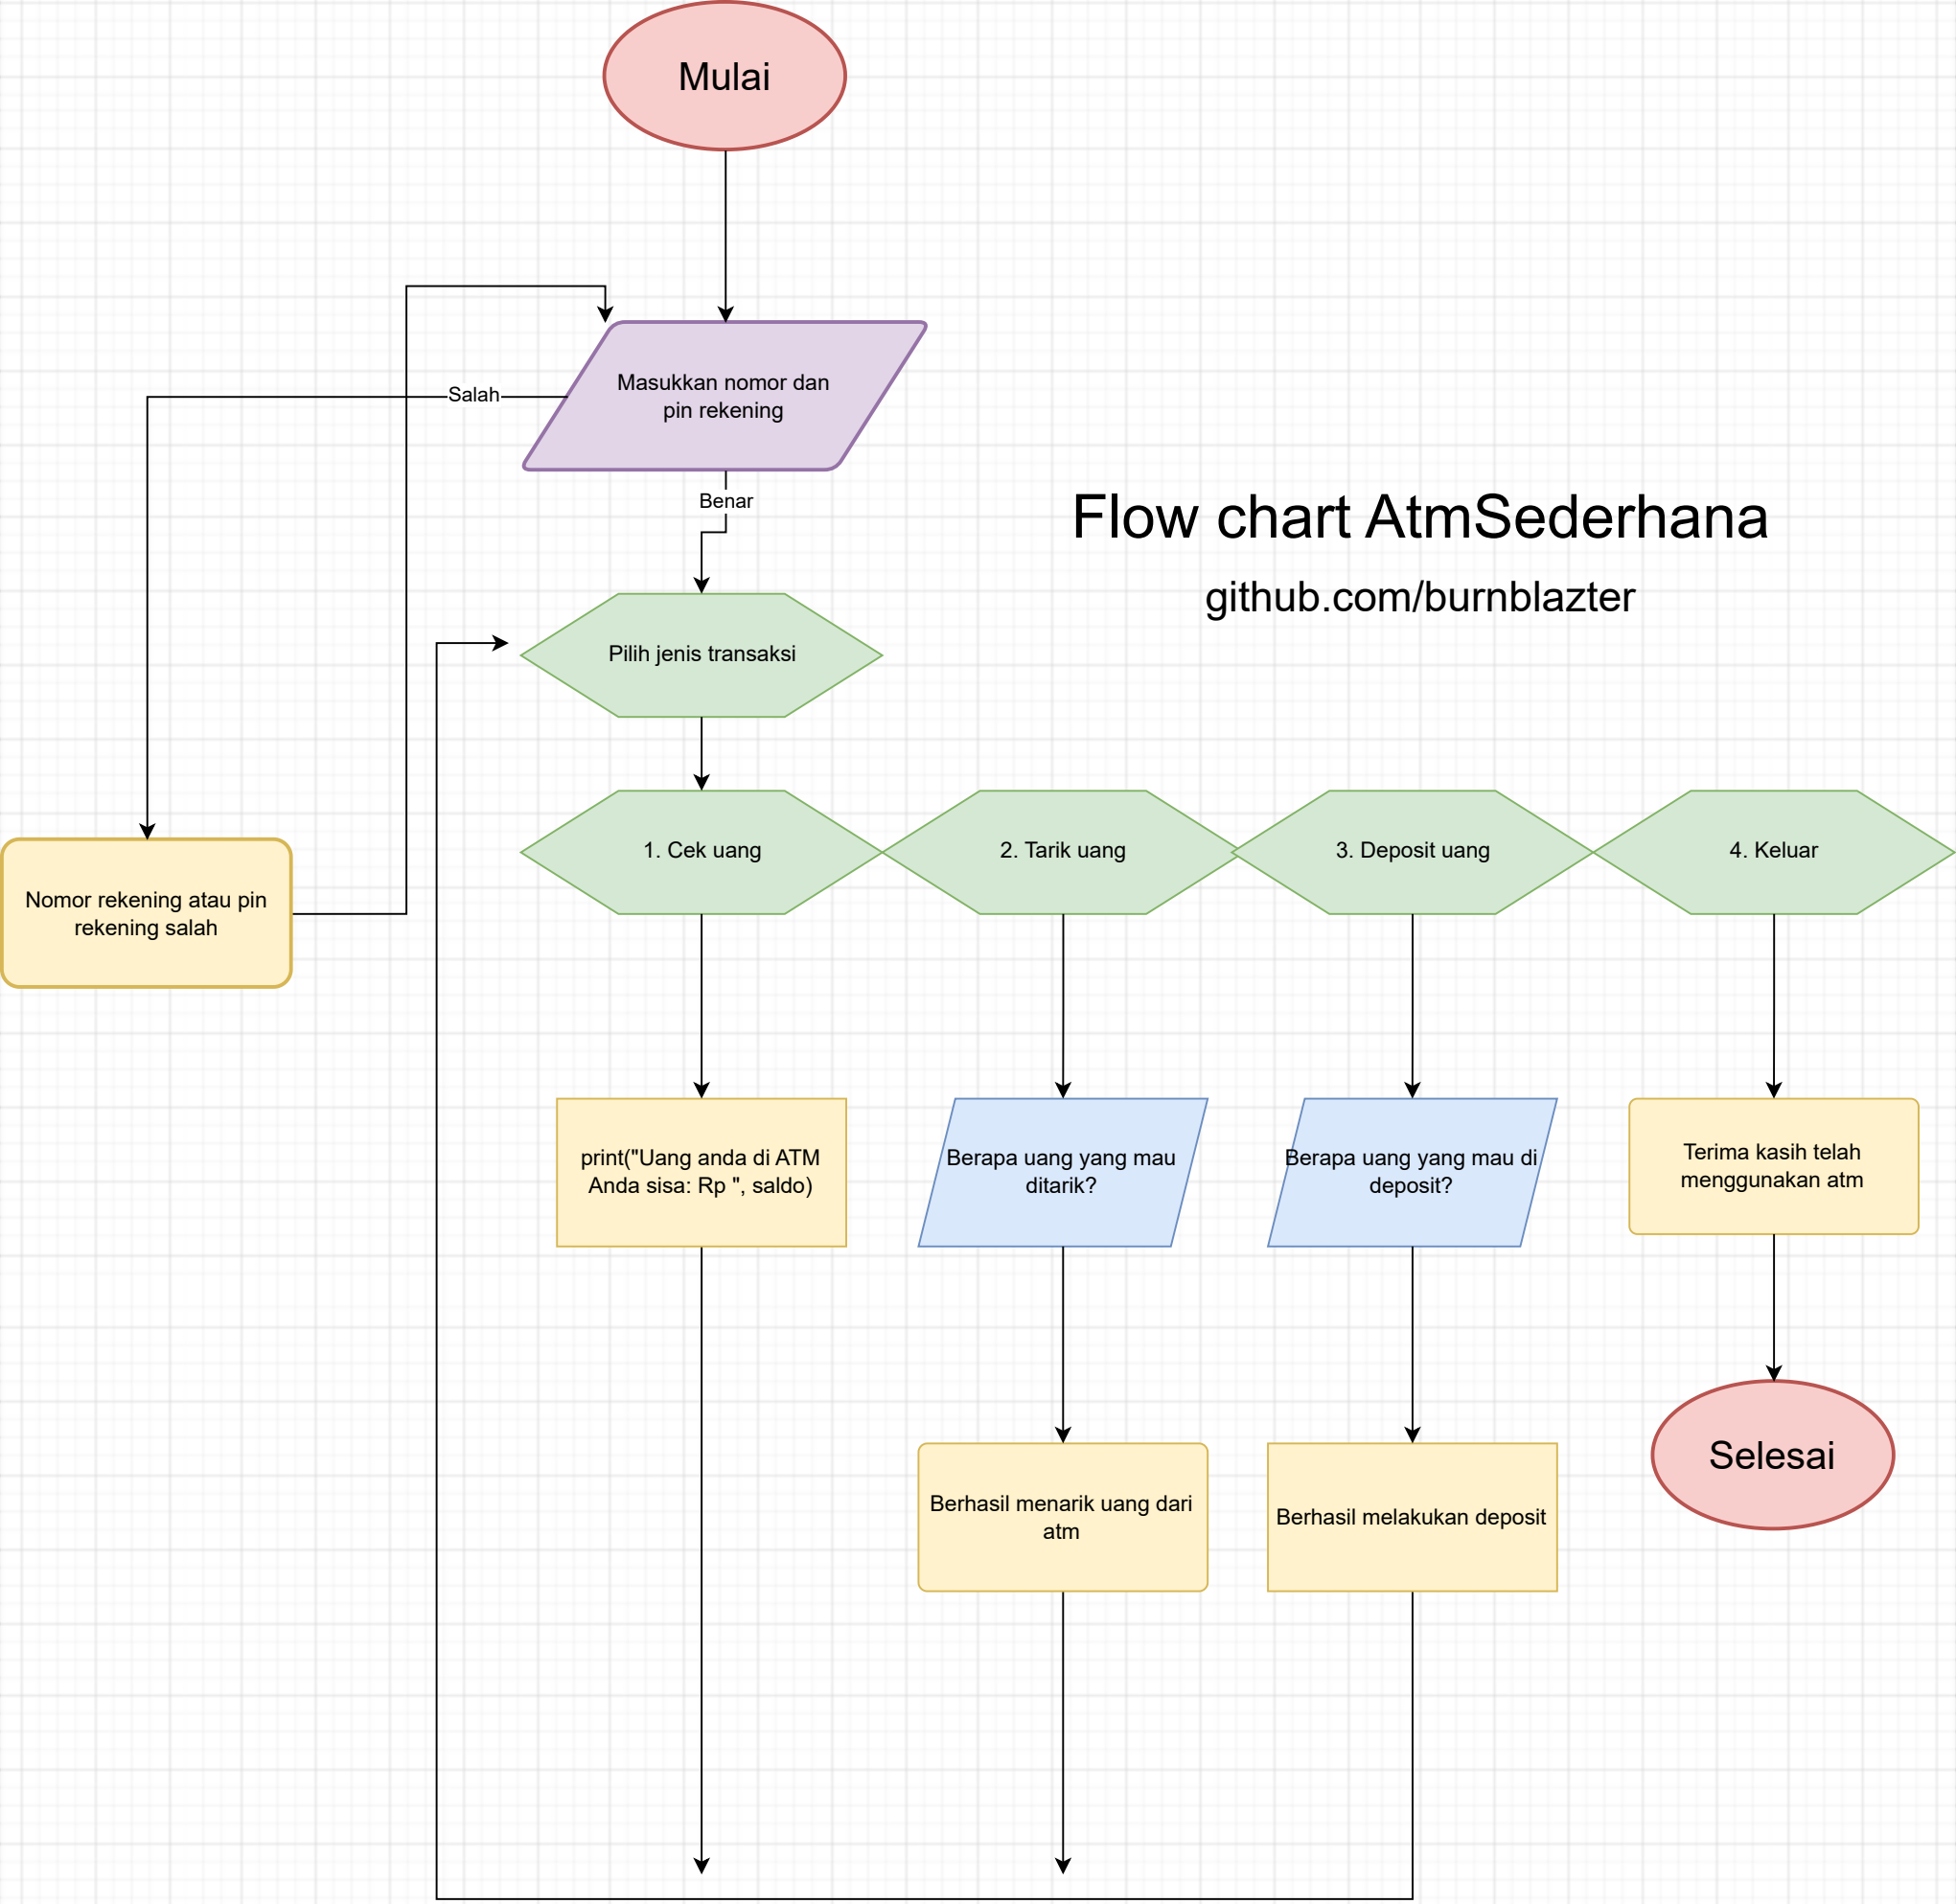 Mulai
Masukkan nomor dan
pin rekening
Salah
Benar
Flow chart AtmSederhana
github.com/burnblazter
Pilih jenis transaksi
1. Cek uang
2. Tarik uang
3. Deposit uang
4. Keluar
Nomor rekening atau pin
rekening salah
print("Uang anda di ATM
Anda sisa: Rp ", saldo)
Berapa uang yang mau
ditarik?
Berapa uang yang mau di
deposit?
Terima kasih telah
menggunakan atm
Selesai
Berhasil menarik uang dari
atm
Berhasil melakukan deposit